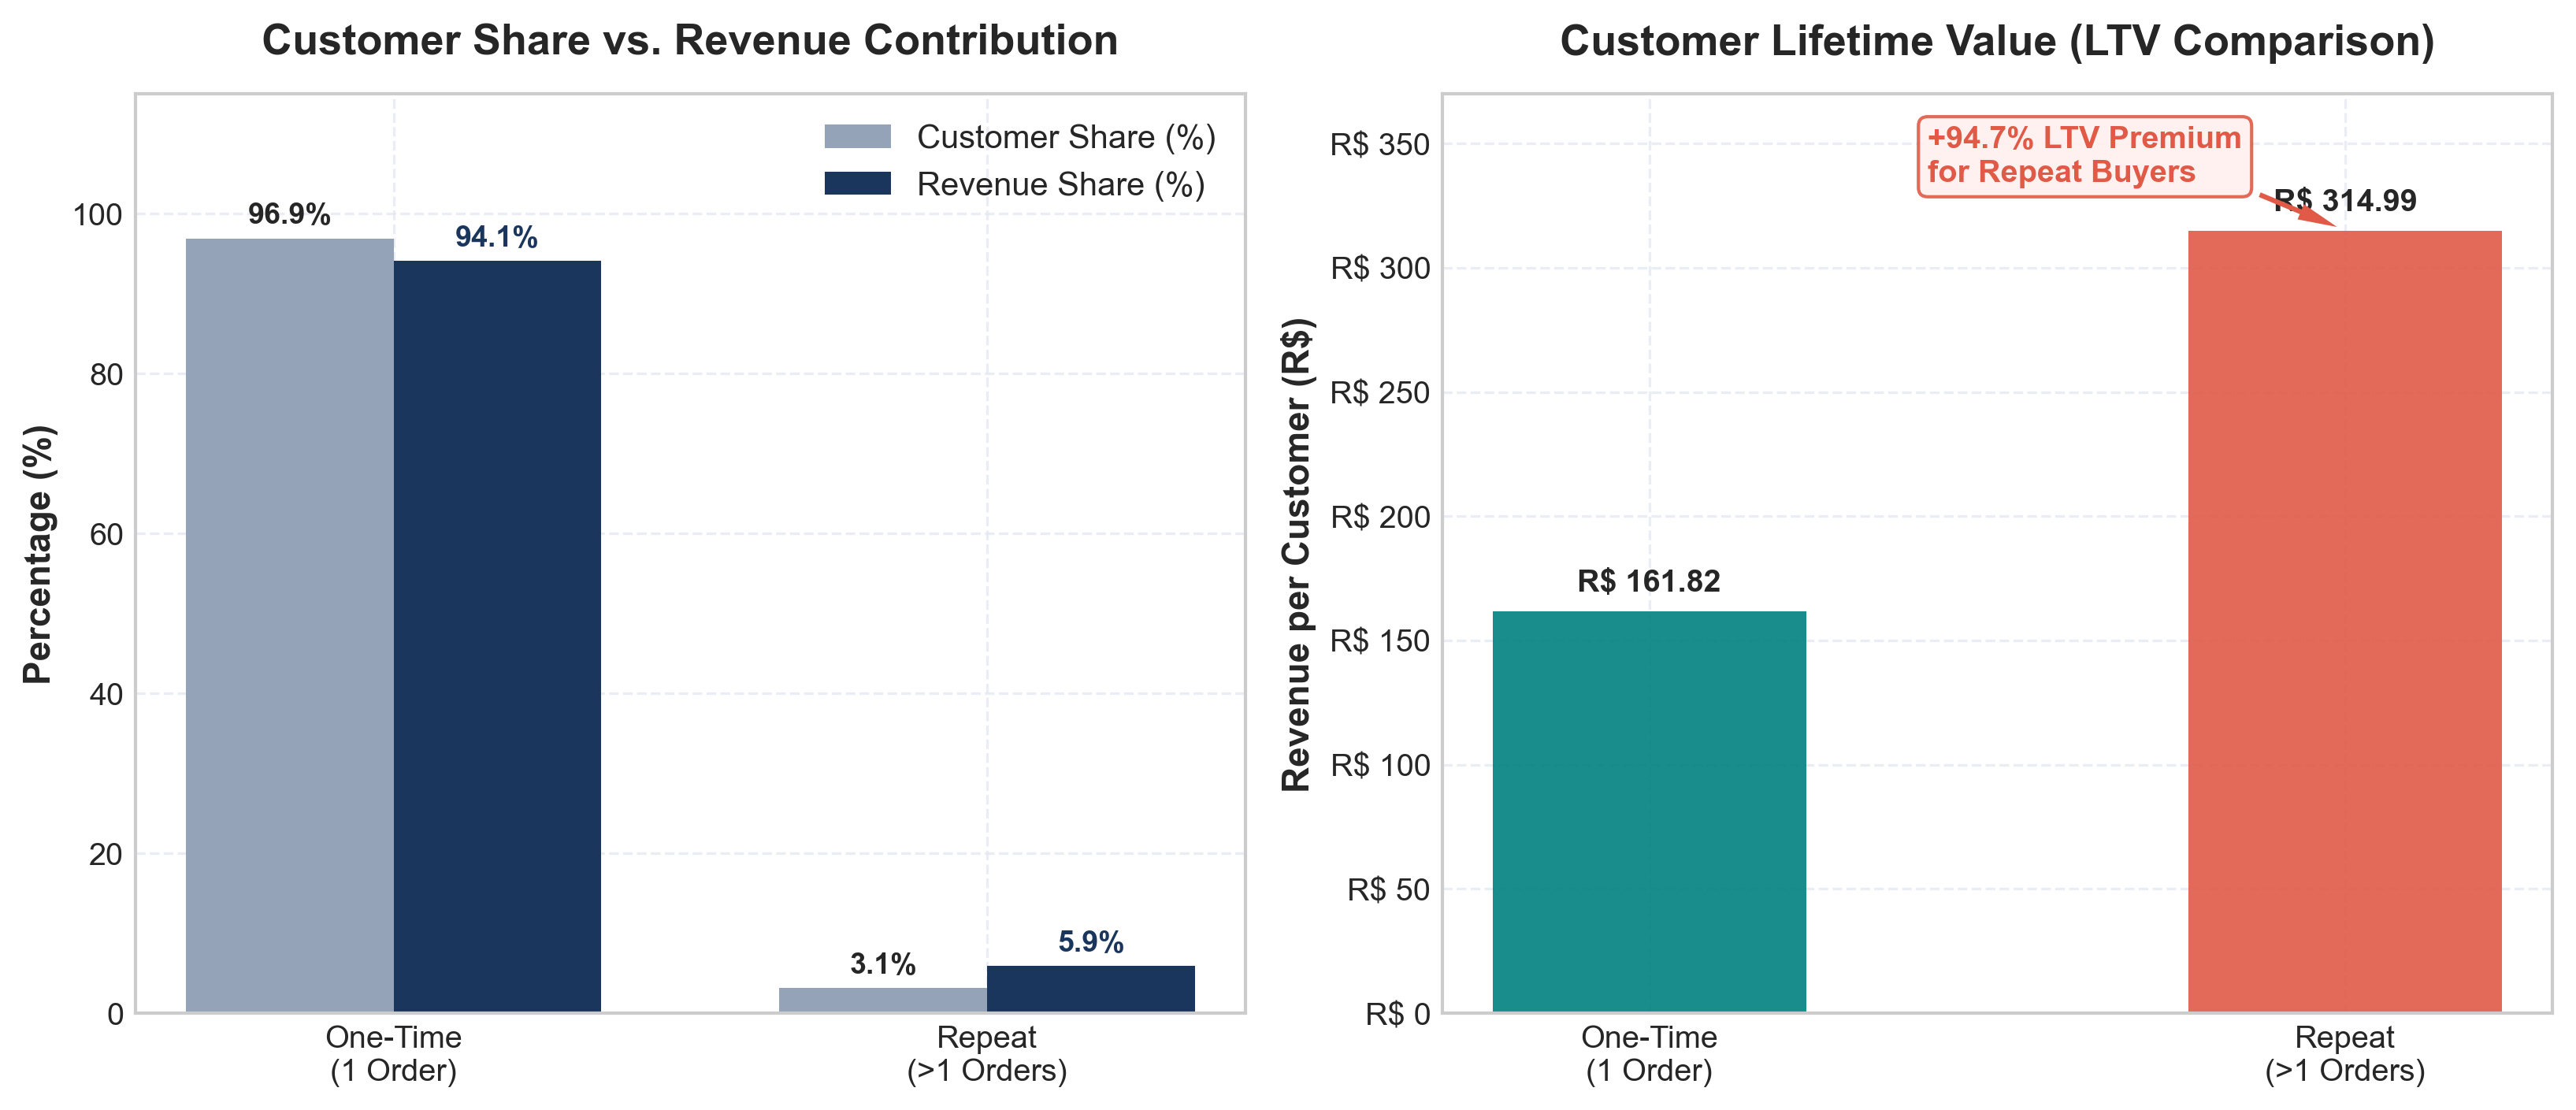 Customer Share vs. Revenue Contribution
Customer Share (%)
Revenue Share (%)
Percentage (%)
100
80
60
40
20
0
96.9%
94.1%
3.1%
5.9%
One-Time
(1 Order)
Repeat
(>1 Orders)
Customer Lifetime Value (LTV Comparison)
Revenue per Customer (R$)
R$ 350
R$ 300
R$ 250
R$ 200
R$ 150
R$ 100
R$ 50
R$ 0
+94.7% LTV Premium
for Repeat Buyers
R$ 314.99
R$ 161.82
One-Time
(1 Order)
Repeat
(>1 Orders)